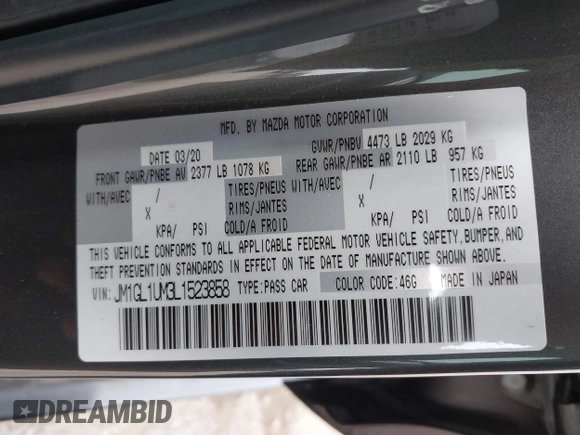 MFD. BY MAZDA MOTOR CORPORATION
DATE 03/20 GVWR/PNBV 4473 LB 2029 KG
FRONT GAWR/PNBE AV 2377 LB 1078 KG REAR GAWR/PNBE AR 2110 LB 957 KG
WITH/AVEC / TIRES/PNEUS WITH/AVEC / TIRES/PNEUS
X RIMS/JANTES X RIMS/JANTES
KPA/ PSI COLD/A FROID KPA/ PSI COLD/A FROID
THIS VEHICLE CONFORMS TO ALL APPLICABLE FEDERAL MOTOR VEHICLE SAFETY, BUMPER, AND
THEFT PREVENTION STANDARDS IN EFFECT ON THE DATE OF MANUFACTURE SHOWN ABOVE.
VIN: JM1GL1UM3L1523858 TYPE: PASS CAR COLOR CODE: 46G MADE IN JAPAN
DREAMBID